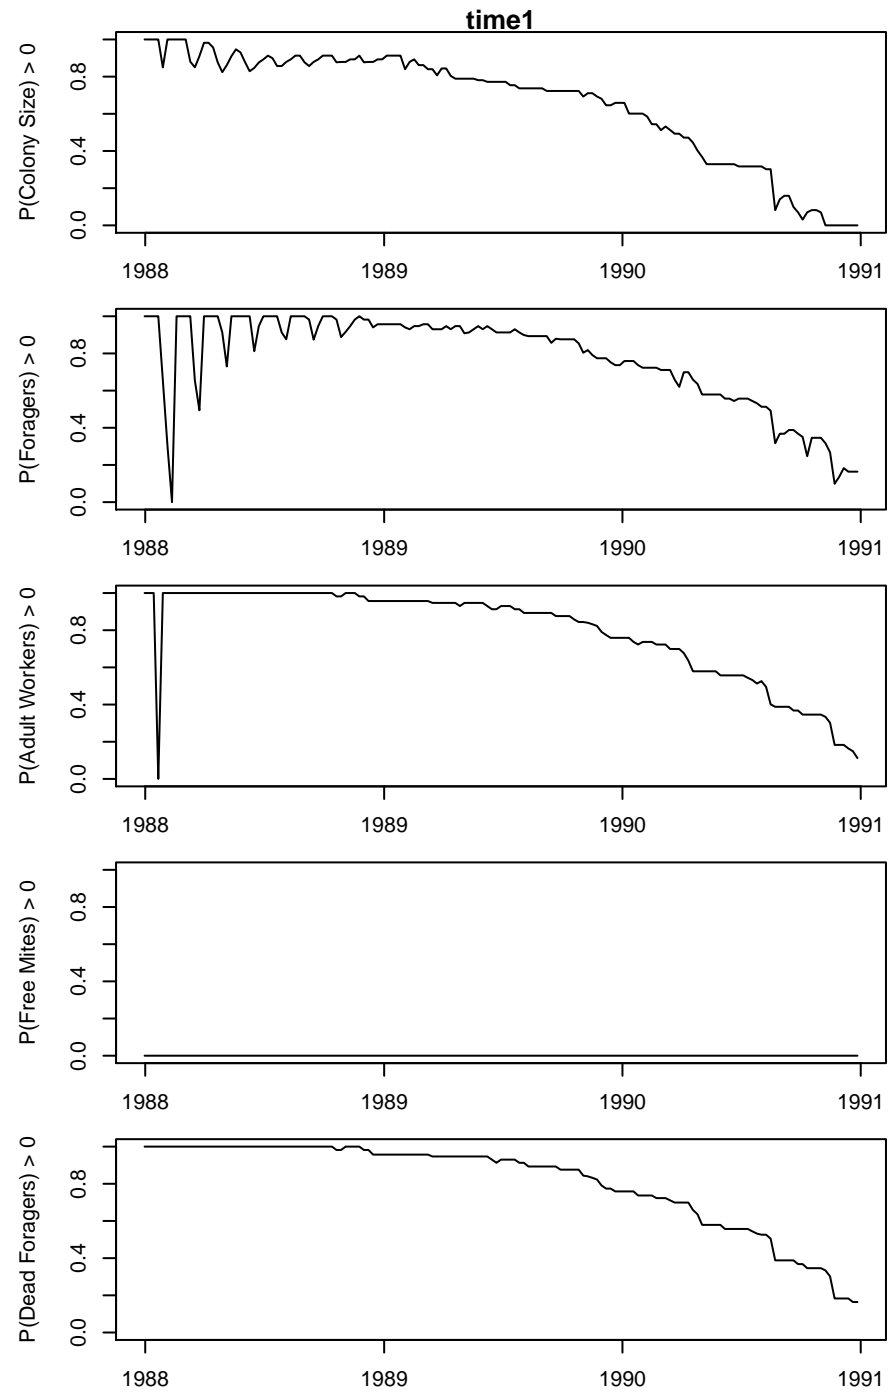 time1
P(Colony Size) > 0
0.0 0.4 0.8
1988 1989 1990 1991
P(Foragers) > 0
0.0 0.4 0.8
1988 1989 1990 1991
P(Adult Workers) > 0
0.0 0.4 0.8
1988 1989 1990 1991
P(Free Mites) > 0
0.0 0.4 0.8
1988 1989 1990 1991
P(Dead Foragers) > 0
0.0 0.4 0.8
1988 1989 1990 1991